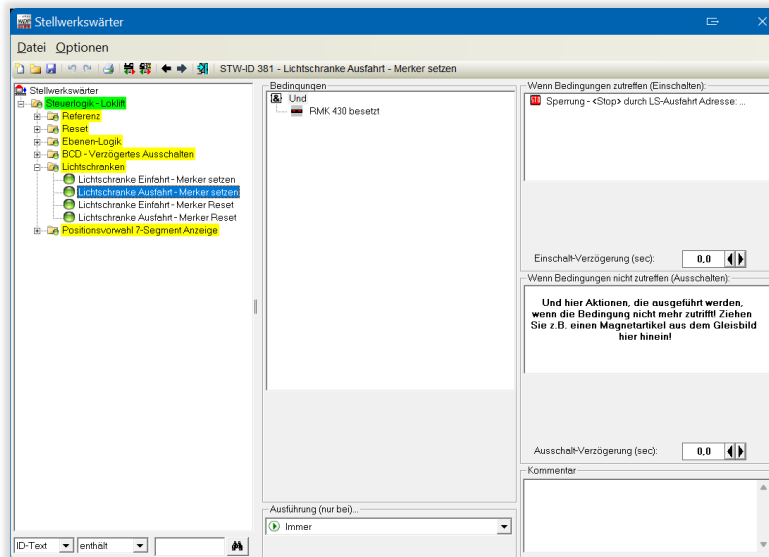 Stellwerkswärter
Datei Optionen
STW-ID 381 - Lichtschranke Ausfahrt - Merker setzen
Stellwerkswärter
Steuerlogik - Loklift
Referenz
Reset
Ebenen-Logik
BCD - Verzögertes Ausschalten
Lichtschranken
Lichtschranke Einfahrt - Merker setzen
Lichtschranke Ausfahrt - Merker setzen
Lichtschranke Einfahrt - Merker Reset
Lichtschranke Ausfahrt - Merker Reset
Positionsvorwahl 7-Segment Anzeige
ID-Text enthält
Bedingungen
& Und
RMK 430 besetzt
Ausführung (nur bei)...
Immer
Wenn Bedingungen zutreffen (Einschalten):
Sperrung - <Stop> durch LS-Ausfahrt Adresse: ...
Einschalt-Verzögerung (sec): 0,0
Wenn Bedingungen nicht zutreffen (Ausschalten):
Und hier Aktionen, die ausgeführt werden,
wenn die Bedingung nicht mehr zutrifft! Ziehen
Sie z.B. einen Magnetartikel aus dem Gleisbild
hier hinein!
Ausschalt-Verzögerung (sec): 0,0
Kommentar